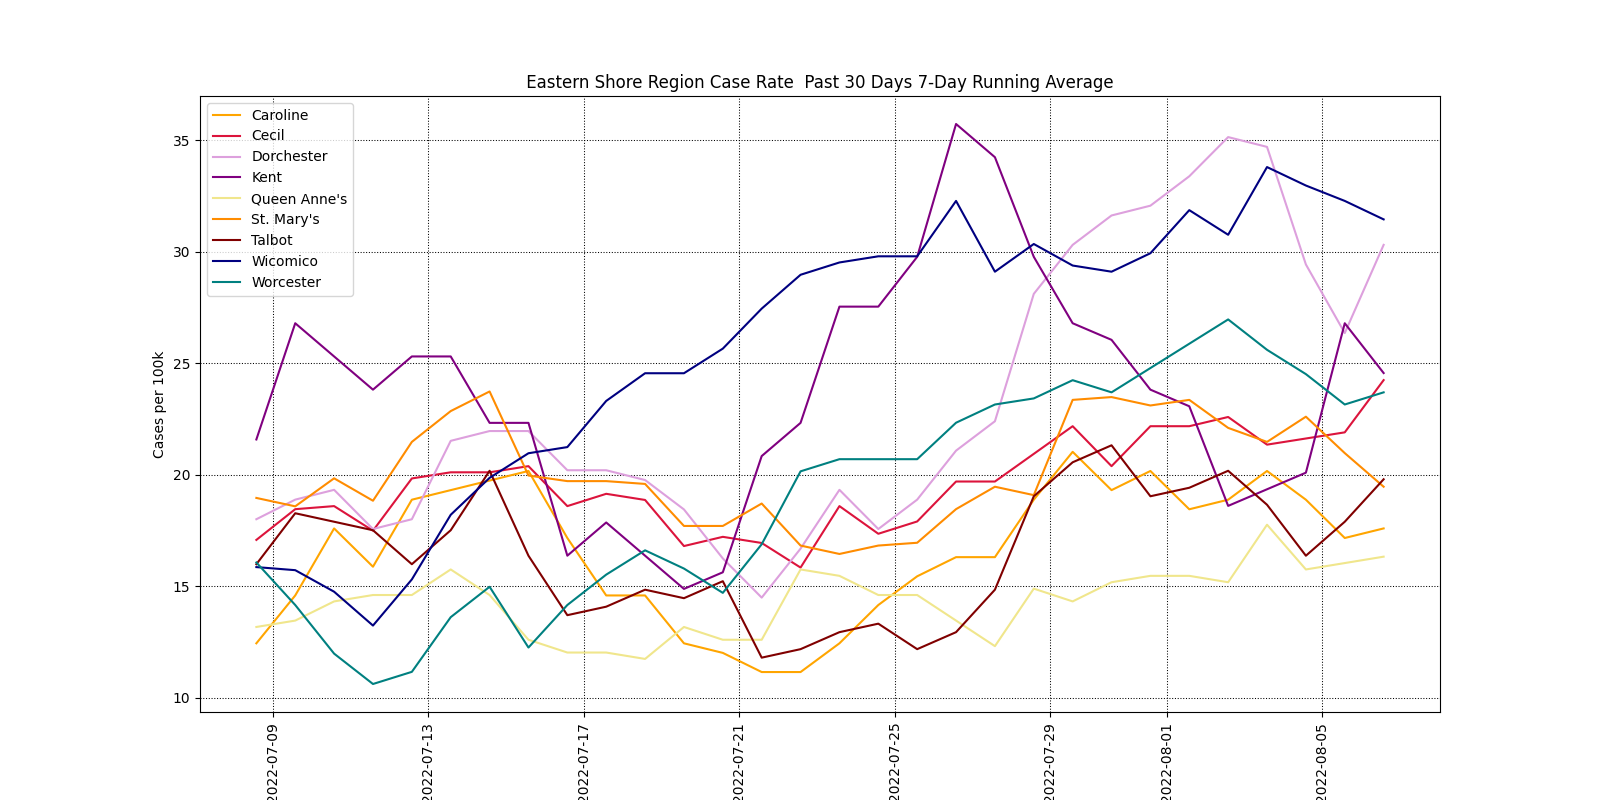 Eastern Shore Region Case Rate  Past 30 Days 7-Day Running Average
Caroline
Cecil
Dorchester
Kent
Queen Anne's
St. Mary's
Talbot
Wicomico
Worcester
Cases per 100k
35
30
25
20
15
10
2022-07-09
2022-07-13
2022-07-17
2022-07-21
2022-07-25
2022-07-29
2022-08-01
2022-08-05